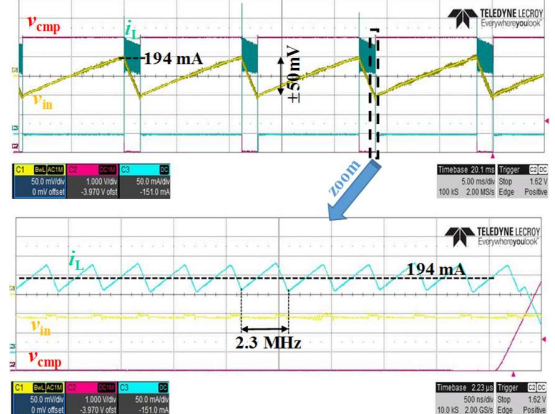 TELEDYNE LECROY
Everywhereyoulook
vcmp
iL
194 mA
±50mV
vin
C1 BwL AC1M
50.0 mV/div
0 mV offset
C2 DC1M
1.000 V/div
-3.970 V ofst
C3 DC
50.0 mA/div
-151.0 mA
Timebase 20.1 ms
5.00 ms/div
100 kS 2.00 MS/s
Trigger C2 DC
Stop 1.62 V
Edge Positive
zoom
TELEDYNE LECROY
Everywhereyoulook
iL
194 mA
vin
2.3 MHz
vcmp
C1 BwL AC1M
50.0 mV/div
0 mV offset
C2 DC1M
1.000 V/div
-3.970 V ofst
C3 DC
50.0 mA/div
-151.0 mA
Timebase 2.23 µs
500 ns/div
10.0 kS 2.00 GS/s
Trigger C2 DC
Stop 1.62 V
Edge Positive